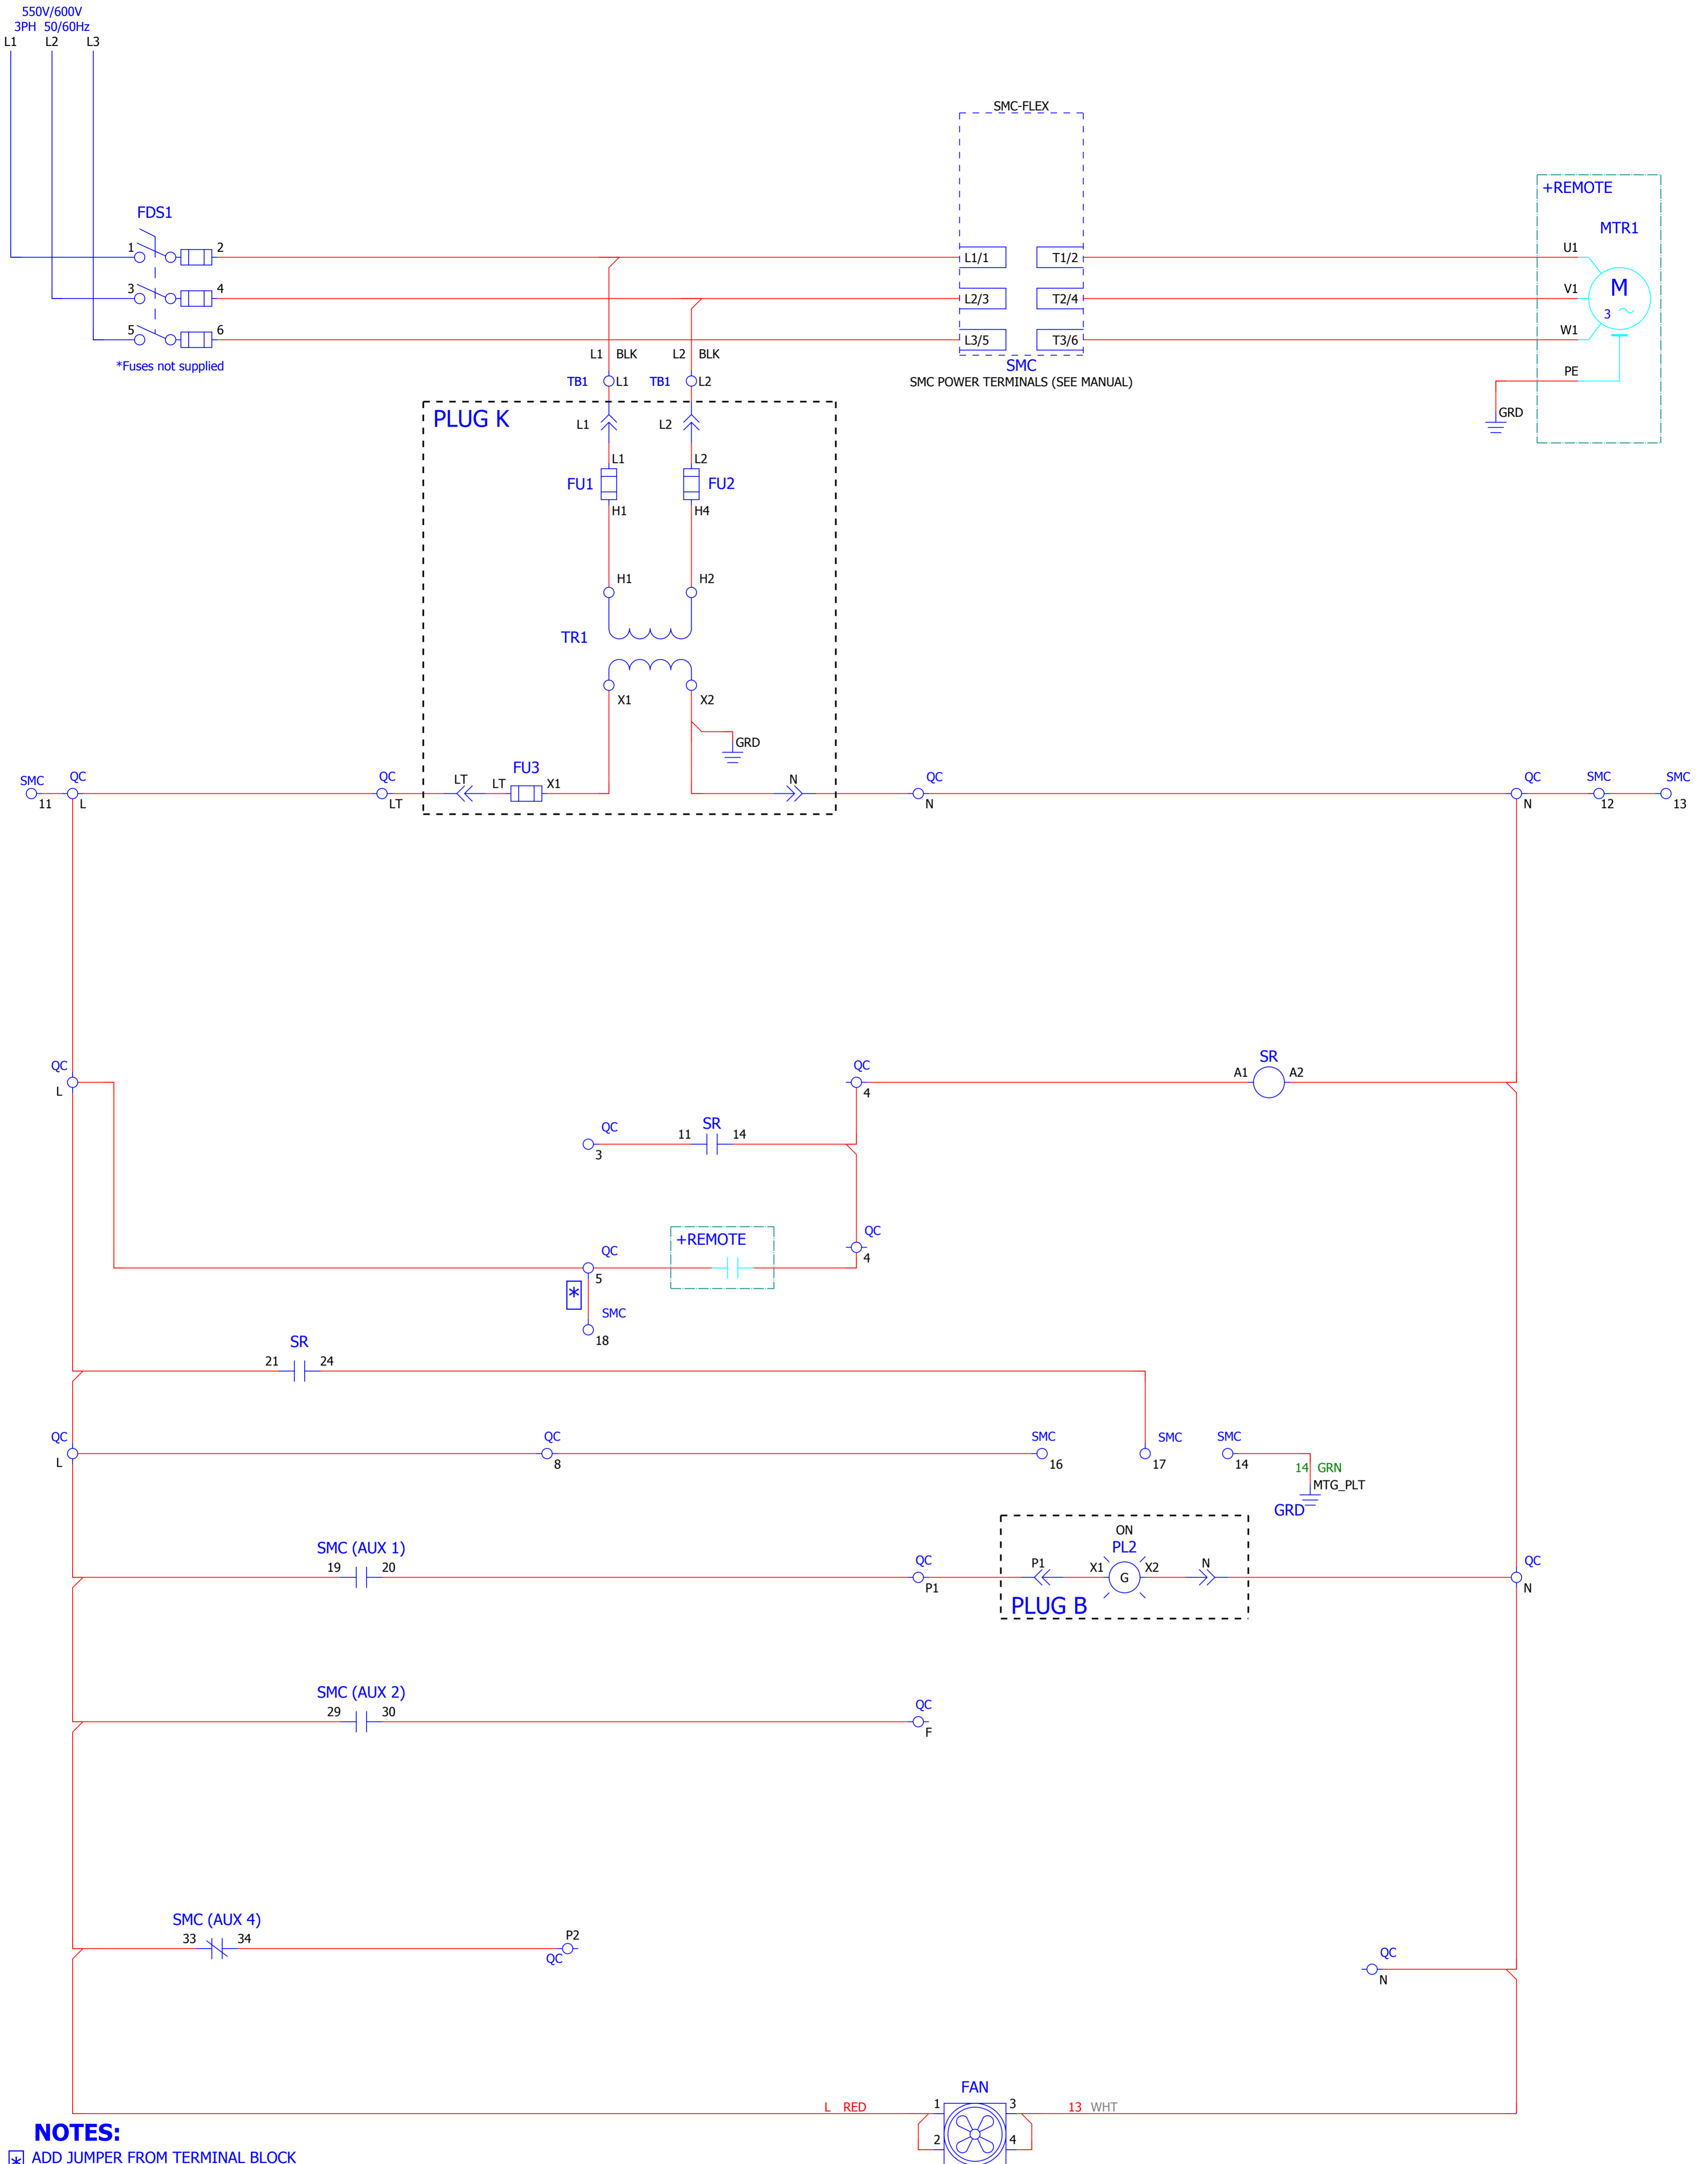 550V/600V
3PH 50/60Hz
L1 L2 L3
SMC-FLEX
+REMOTE
FDS1
MTR1
1 2 L1/1 T1/2 U1
3 4 L2/3 T2/4 V1 M
3
5 6 L3/5 T3/6 W1
*Fuses not supplied
L1 BLK L2 BLK
SMC
SMC POWER TERMINALS (SEE MANUAL)
PE
TB1 L1 TB1 L2
GRD
PLUG K
L1 L2
L1 L2
FU1 FU2
H1 H4
H1 H2
TR1
X1 X2
GRD
SMC QC QC LT LT FU3 X1 N QC QC SMC SMC
11 L LT N N 12 13
QC QC SR
L 4 A1 A2
QC 11 SR 14
3
QC
+REMOTE
4
QC
5
*
SMC
18
SR
21 24
QC QC SMC SMC SMC
L 8 16 17 14
14 GRN
MTG_PLT
GRD
ON
SMC (AUX 1) PL2
19 20 QC P1 X1 G X2 N QC
P1 N
PLUG B
SMC (AUX 2)
29 30 QC
F
SMC (AUX 4)
33 34 P2
QC
QC
N
FAN
L RED 1 3 13 WHT
2 4
NOTES:
* ADD JUMPER FROM TERMINAL BLOCK